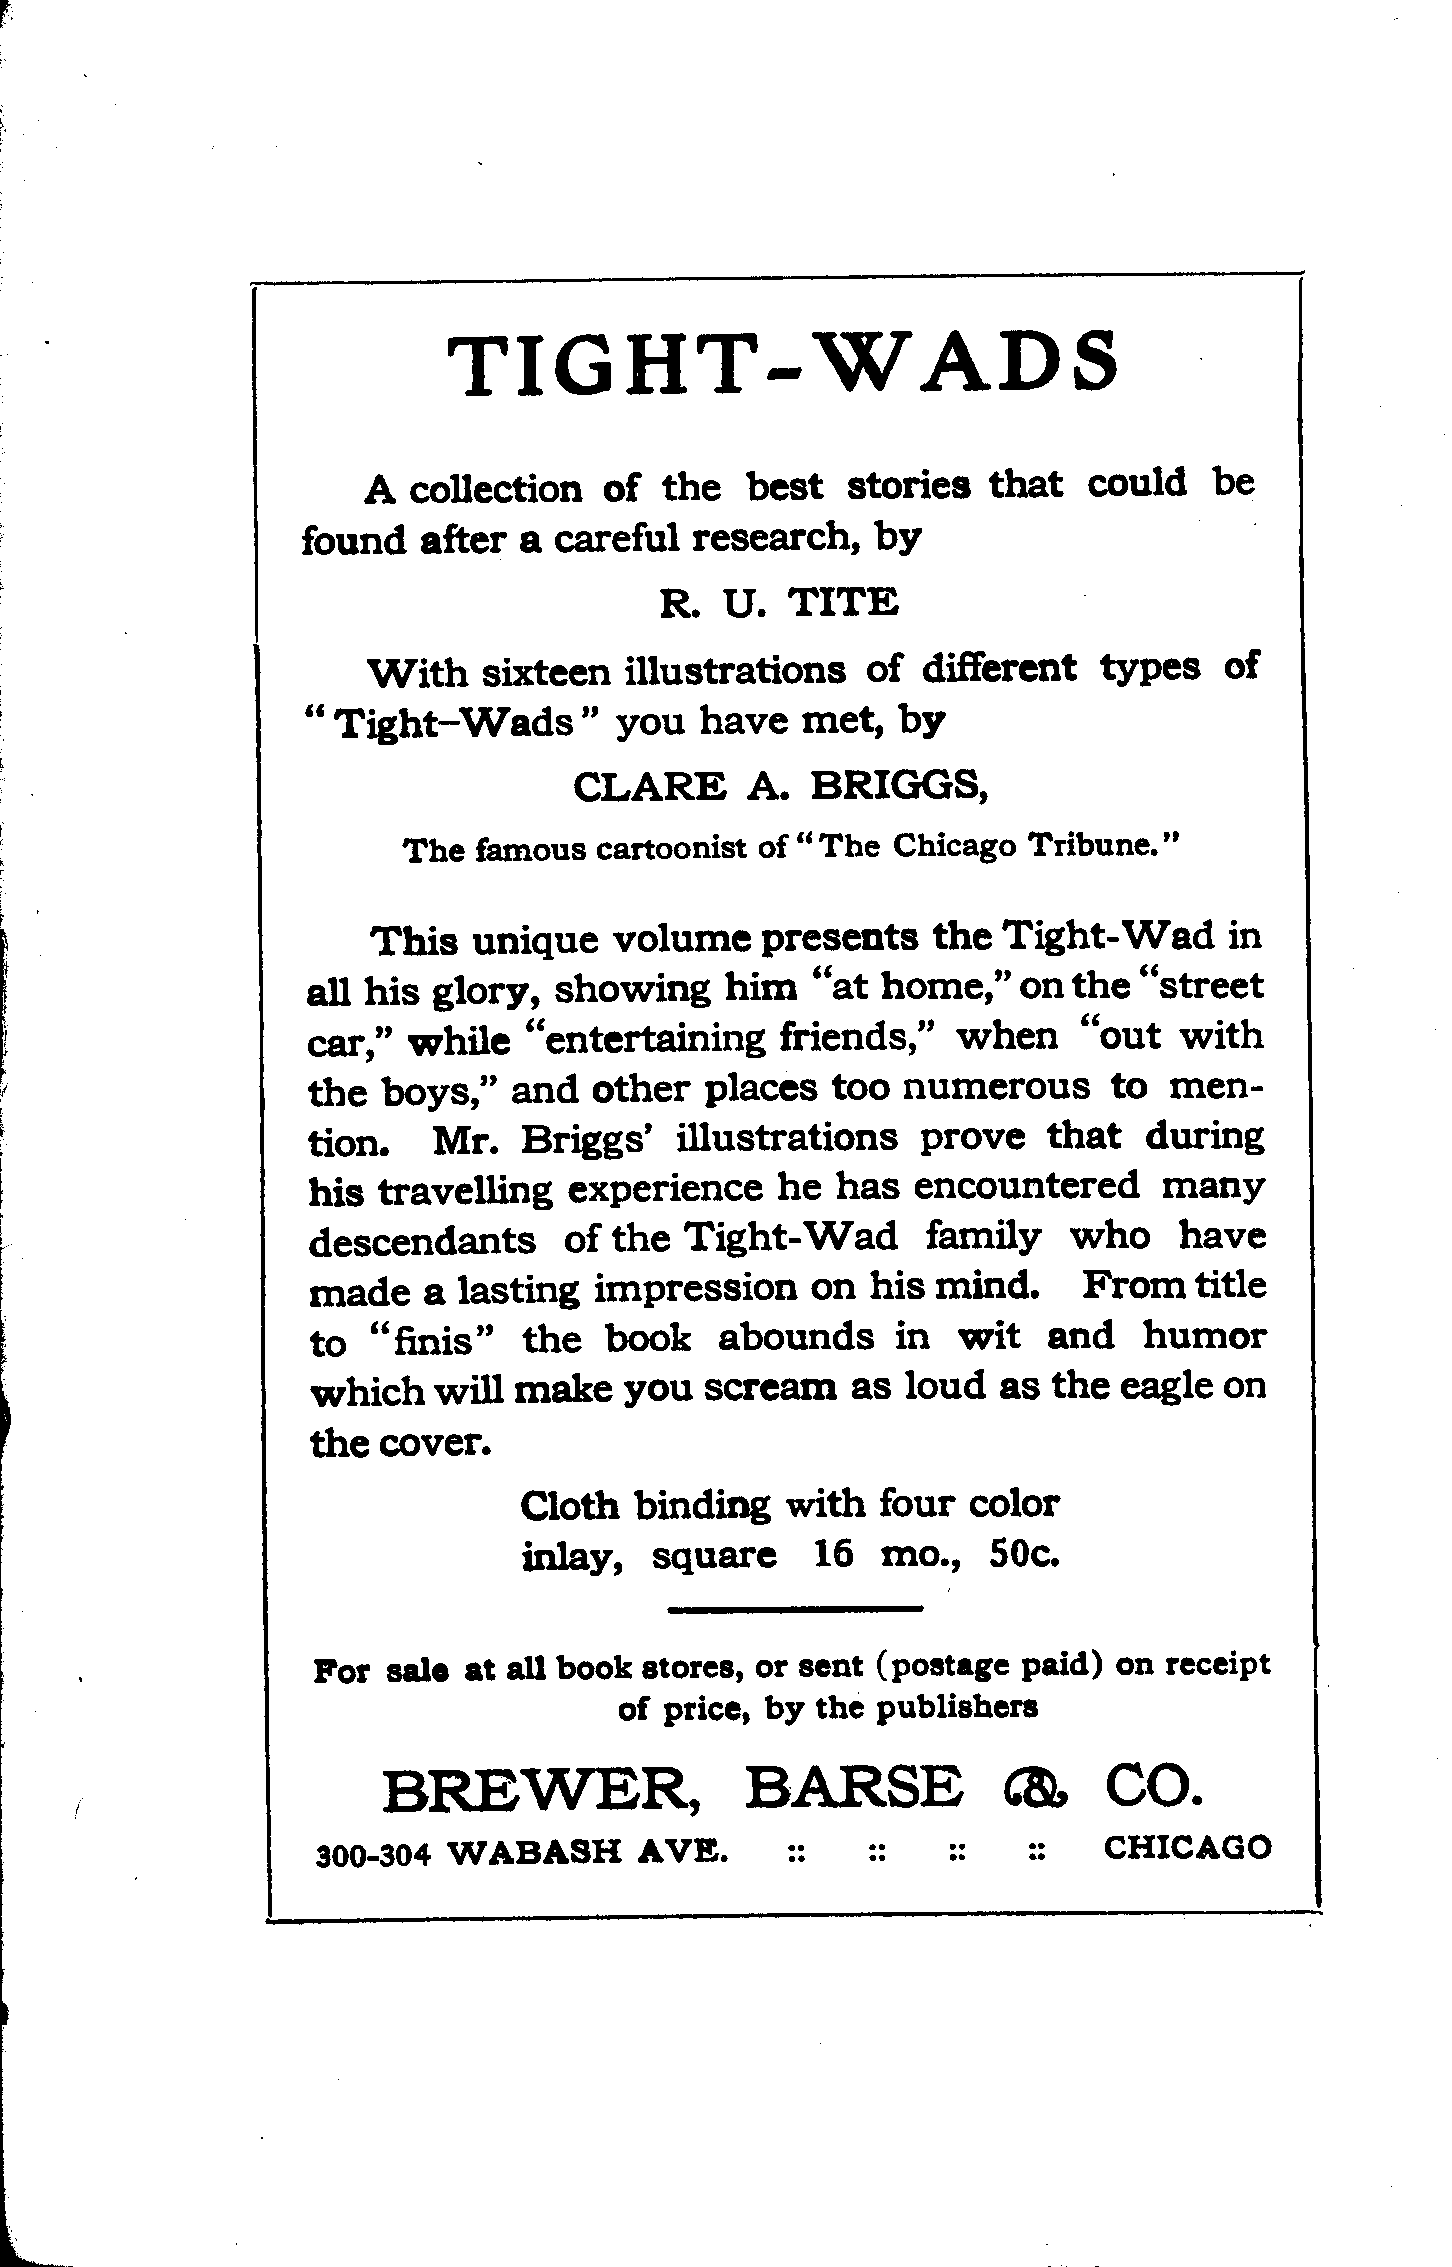 TIGHT-WADS
A collection of the best stories that could be
found after a careful research, by
R. U. TITE
With sixteen illustrations of different types of
“Tight–Wads” you have met, by
CLARE A. BRIGGS,
The famous cartoonist of “The Chicago Tribune.”
This unique volume presents the Tight-Wad in
all his glory, showing him “at home,” on the “street
car,” while “entertaining friends,” when “out with
the boys,” and other places too numerous to men-
tion. Mr. Briggs’ illustrations prove that during
his travelling experience he has encountered many
descendants of the Tight-Wad family who have
made a lasting impression on his mind. From title
to “finis” the book abounds in wit and humor
which will make you scream as loud as the eagle on
the cover.
Cloth binding with four color
inlay, square 16 mo., 50c.
For sale at all book stores, or sent (postage paid) on receipt
of price, by the publishers
BREWER, BARSE & CO.
300-304 WABASH AVE. :: :: :: :: CHICAGO